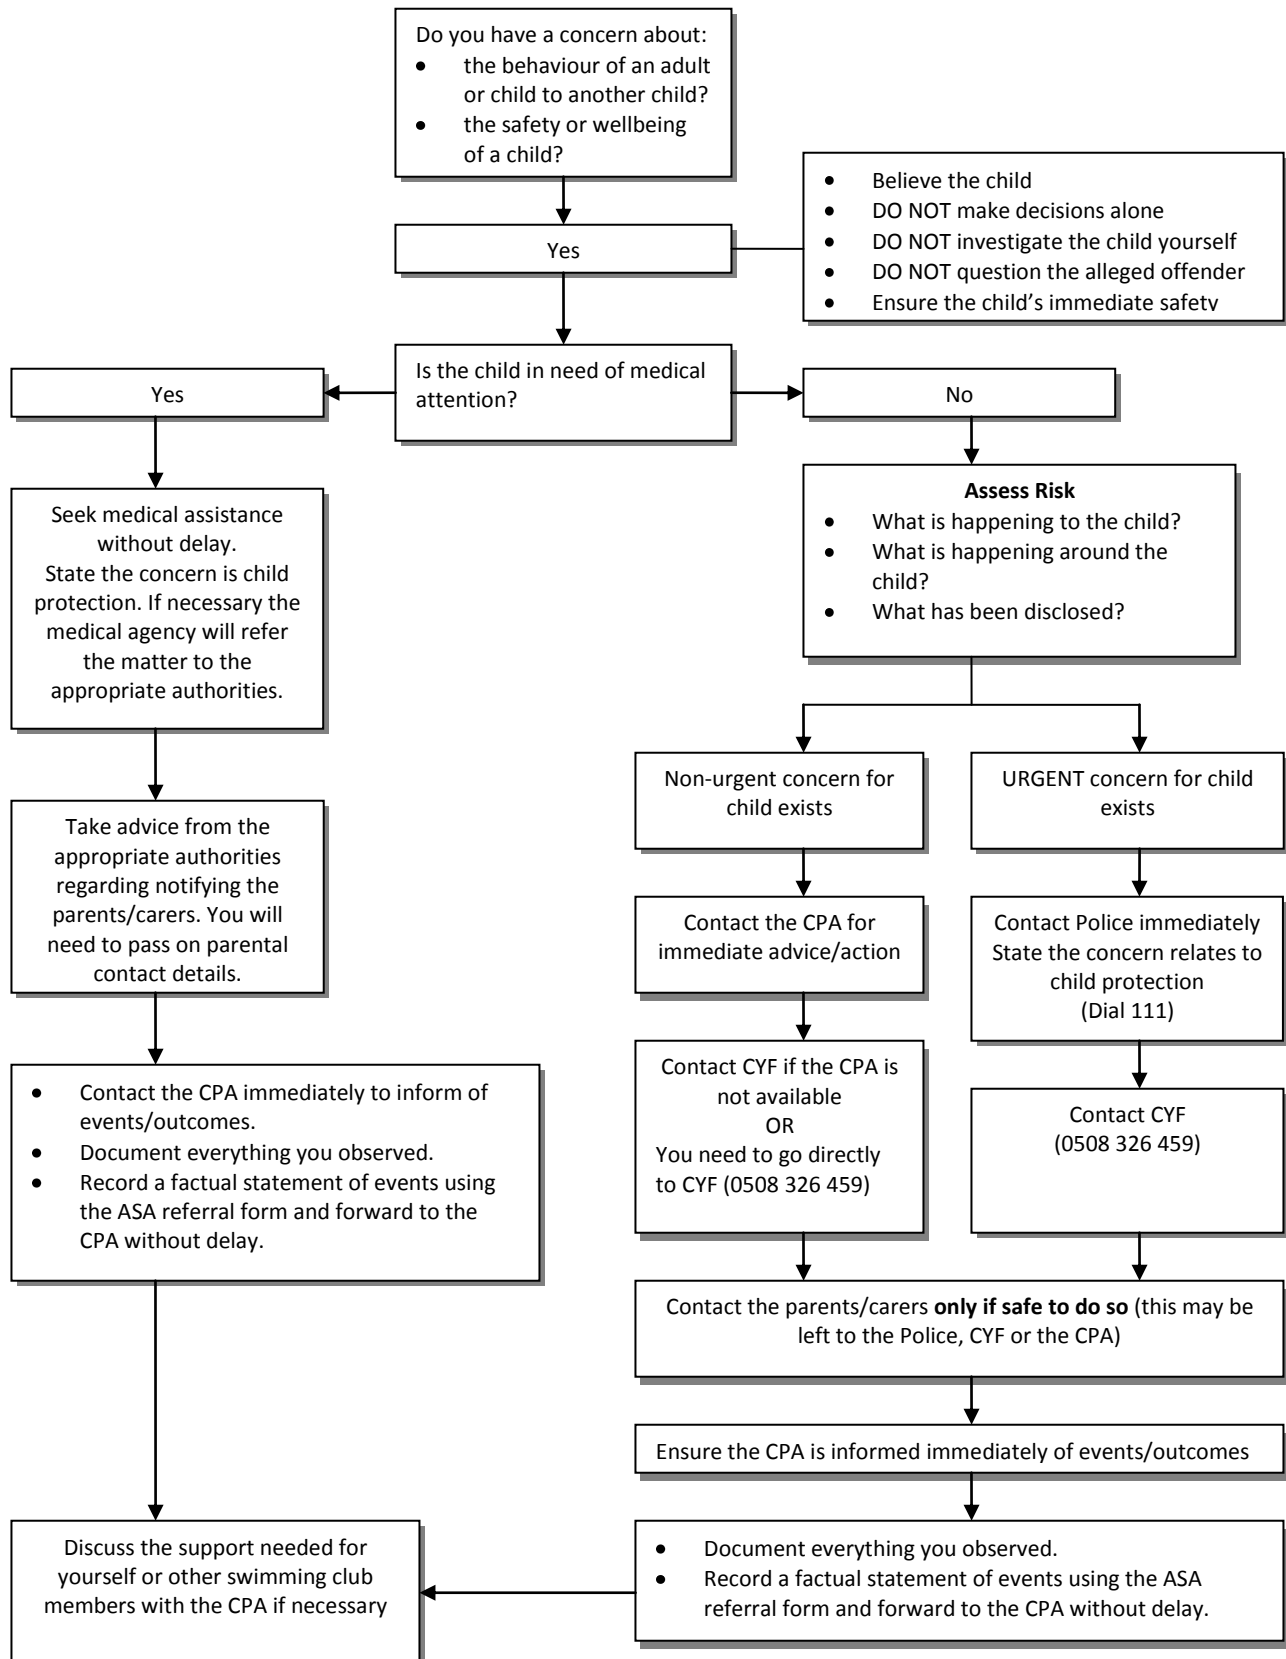 Do you have a concern about:
• the behaviour of an adult
or child to another child?
• the safety or wellbeing
of a child?
• Believe the child
• DO NOT make decisions alone
• DO NOT investigate the child yourself
• DO NOT question the alleged offender
• Ensure the child's immediate safety
Yes
Is the child in need of medical
attention?
Yes
No
Seek medical assistance
without delay.
State the concern is child
protection. If necessary the
medical agency will refer
the matter to the
appropriate authorities.
Assess Risk
• What is happening to the child?
• What is happening around the
child?
• What has been disclosed?
Non-urgent concern for
child exists
URGENT concern for child
exists
Take advice from the
appropriate authorities
regarding notifying the
parents/carers. You will
need to pass on parental
contact details.
Contact the CPA for
immediate advice/action
Contact Police immediately
State the concern relates to
child protection
(Dial 111)
Contact CYF if the CPA is
not available
OR
You need to go directly
to CYF (0508 326 459)
Contact CYF
(0508 326 459)
• Contact the CPA immediately to inform of
events/outcomes.
• Document everything you observed.
• Record a factual statement of events using
the ASA referral form and forward to the
CPA without delay.
Contact the parents/carers only if safe to do so (this may be
left to the Police, CYF or the CPA)
Ensure the CPA is informed immediately of events/outcomes
Discuss the support needed for
yourself or other swimming club
members with the CPA if necessary
• Document everything you observed.
• Record a factual statement of events using the ASA
referral form and forward to the CPA without delay.